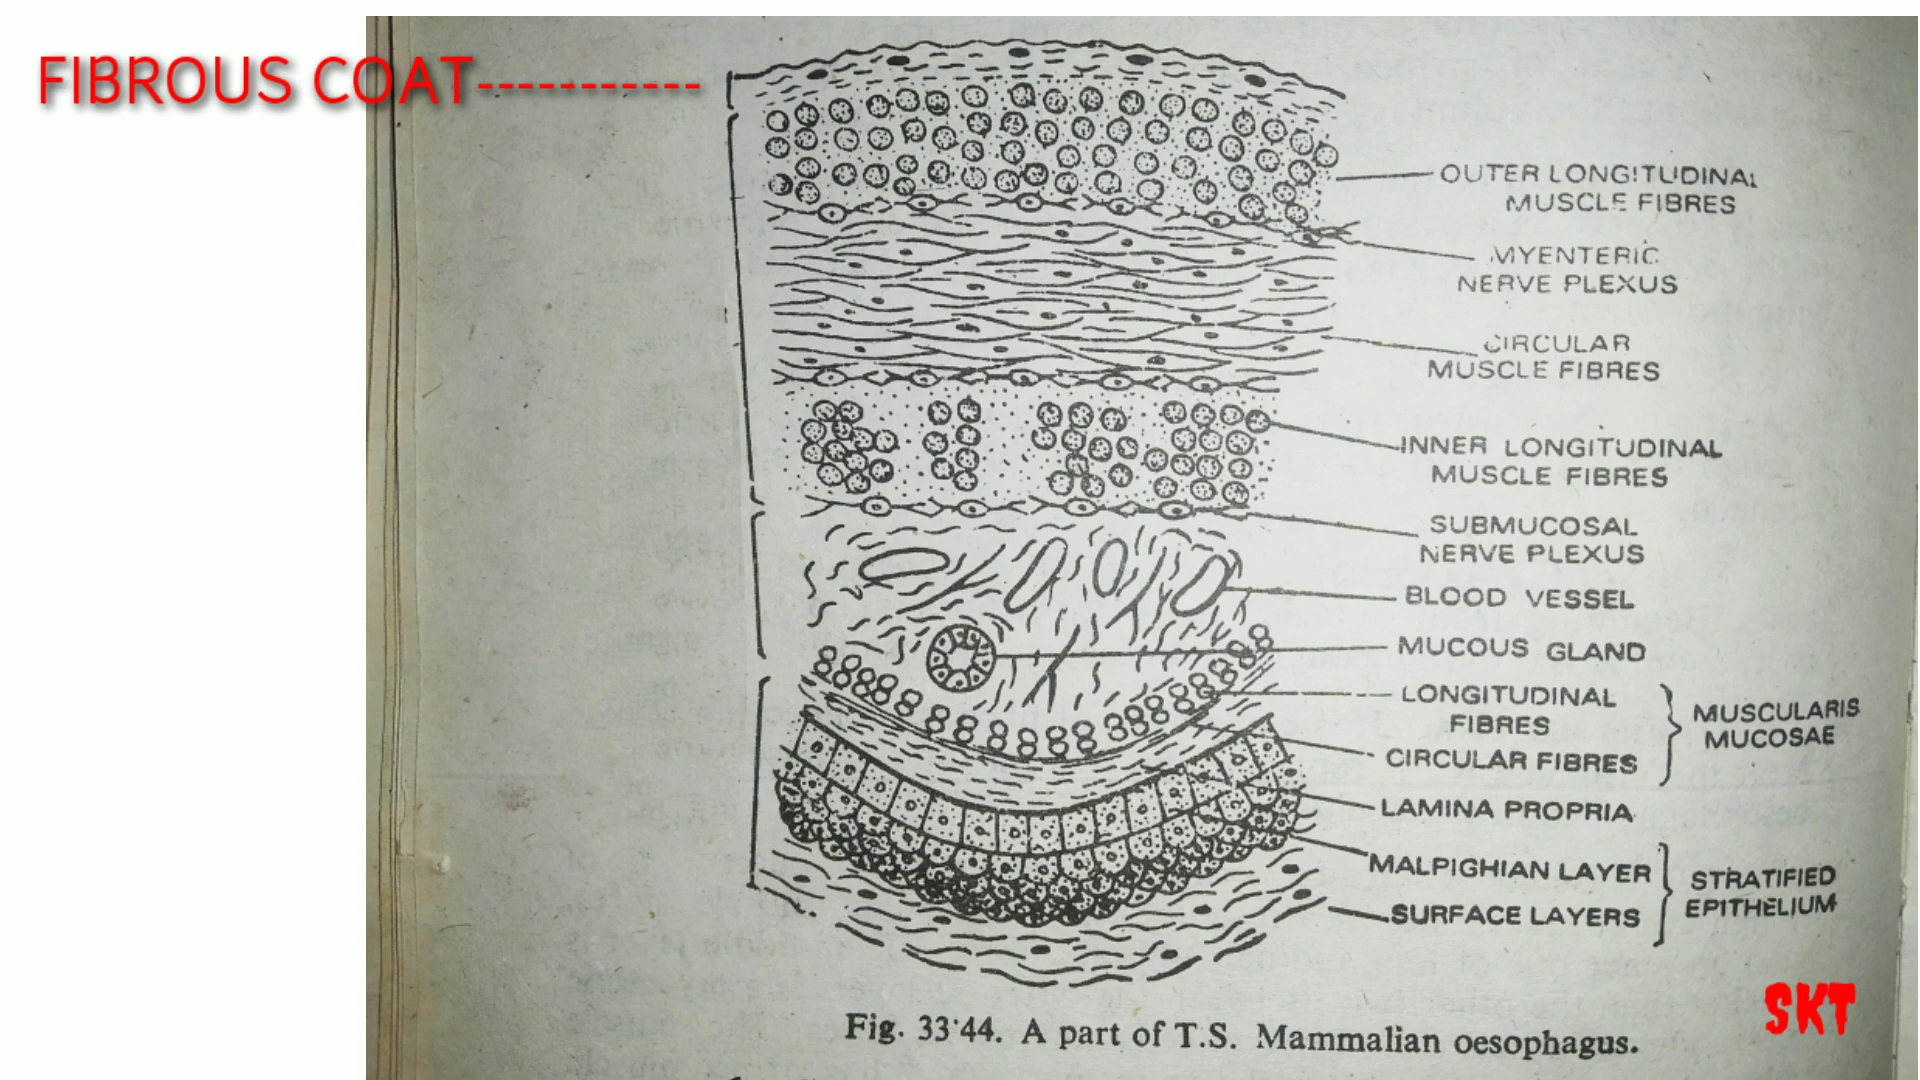 FIBROUS COAT-----------
OUTER LONGITUDINAL
MUSCLE FIBRES
MYENTERIC
NERVE PLEXUS
CIRCULAR
MUSCLE FIBRES
INNER LONGITUDINAL
MUSCLE FIBRES
SUBMUCOSAL
NERVE PLEXUS
BLOOD VESSEL
MUCOUS GLAND
LONGITUDINAL
FIBRES
MUSCULARIS
MUCOSAE
CIRCULAR FIBRES
LAMINA PROPRIA
MALPIGHIAN LAYER
STRATIFIED
EPITHELIUM
SURFACE LAYERS
SKT
Fig. 33·44. A part of T.S. Mammalian oesophagus.